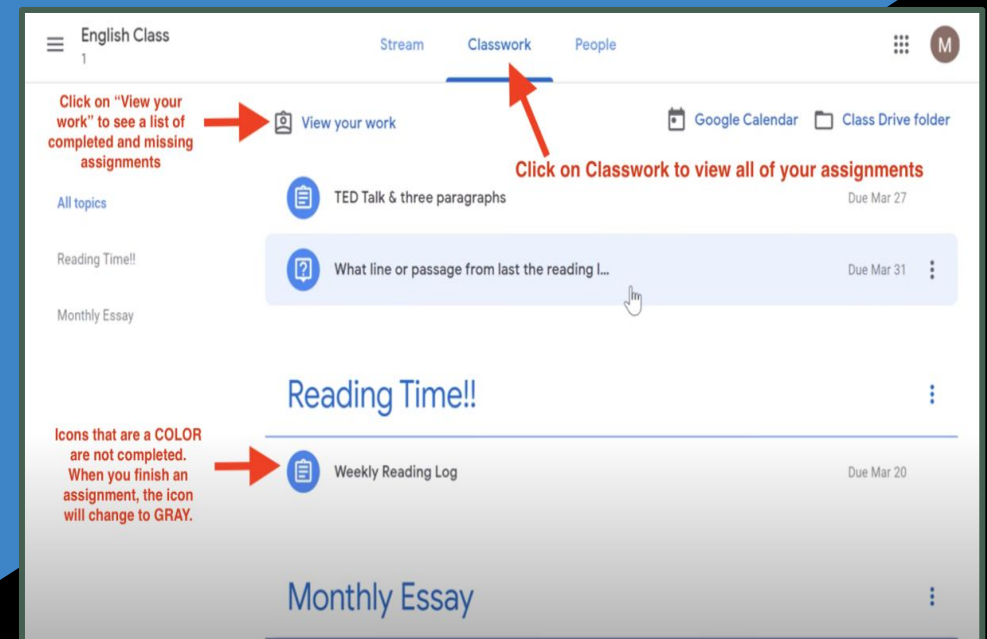 English Class
1
Stream Classwork People
M
Click on “View your
work” to see a list of
completed and missing
assignments
View your work
Google Calendar Class Drive folder
Click on Classwork to view all of your assignments
All topics
Reading Time!!
Monthly Essay
TED Talk & three paragraphs Due Mar 27
What line or passage from last the reading l... Due Mar 31
Reading Time!!
Icons that are a COLOR
are not completed.
When you finish an
assignment, the icon
will change to GRAY.
Weekly Reading Log Due Mar 20
Monthly Essay